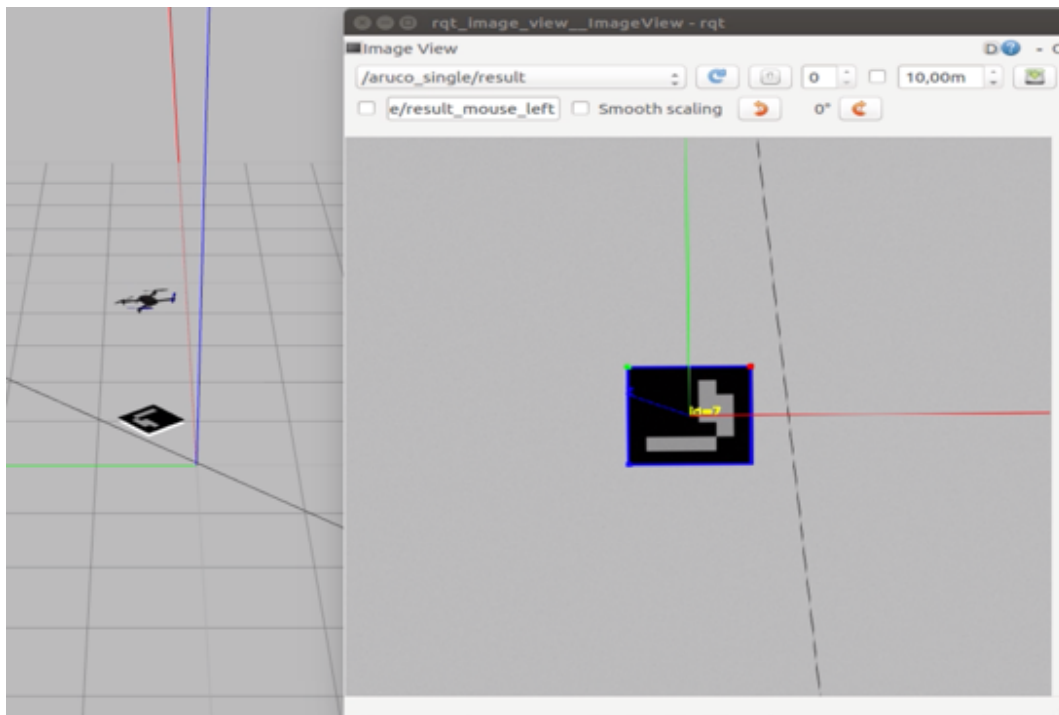 rqt_image_view__ImageView - rqt
Image View D ? -
/aruco_single/result 0 10,00m
e/result_mouse_left Smooth scaling 0°
id=7